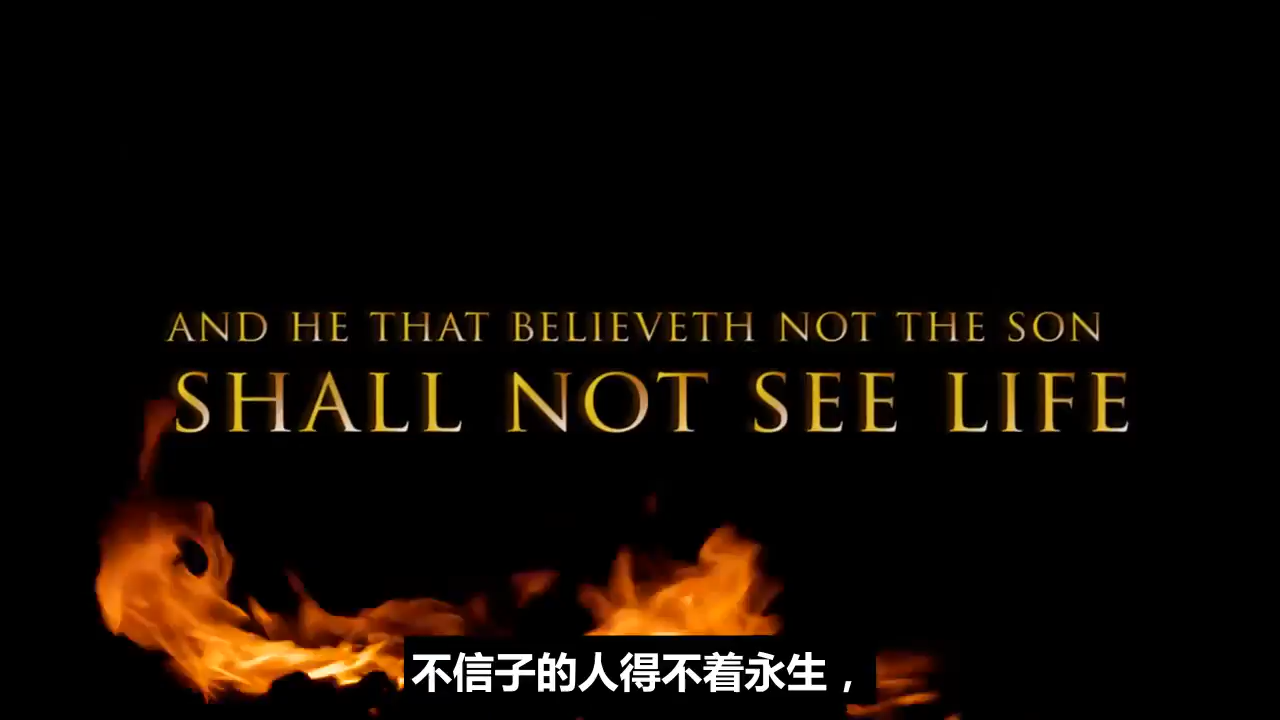 AND HE THAT BELIEVETH NOT THE SON
SHALL NOT SEE LIFE
不信子的人得不着永生，